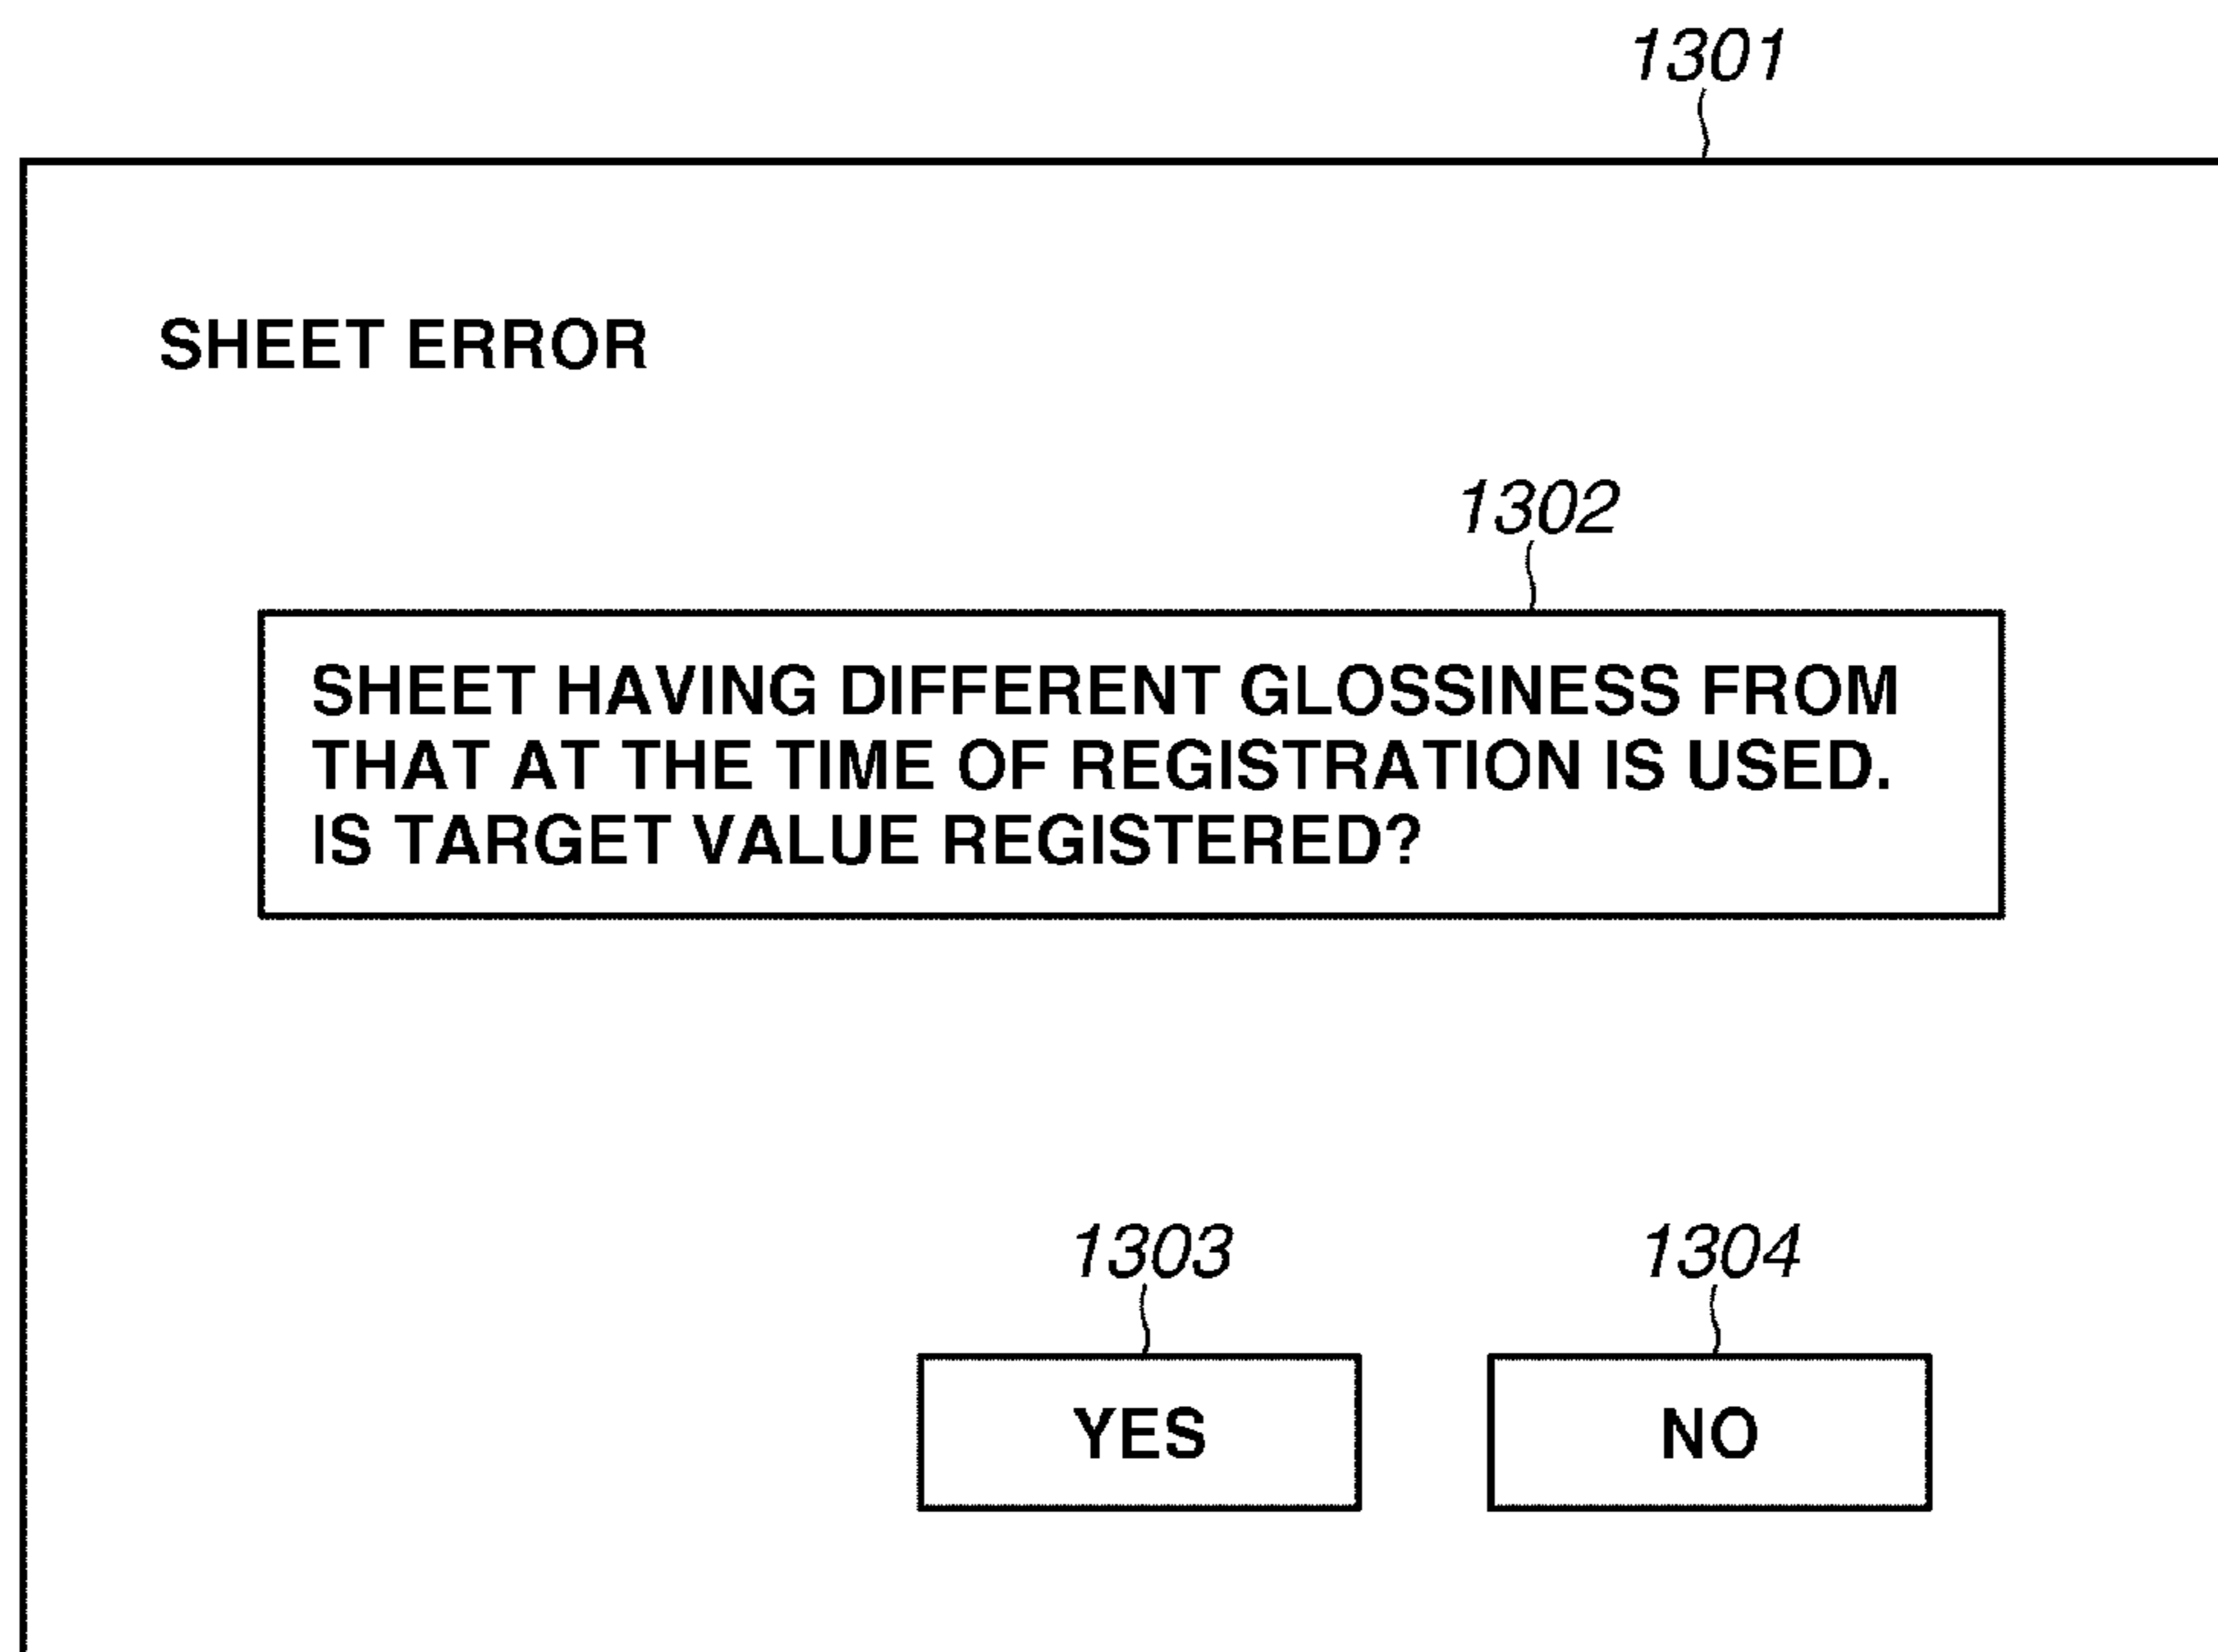 1301
SHEET ERROR
1302
SHEET HAVING DIFFERENT GLOSSINESS FROM
THAT AT THE TIME OF REGISTRATION IS USED.
IS TARGET VALUE REGISTERED?
1303 1304
YES NO